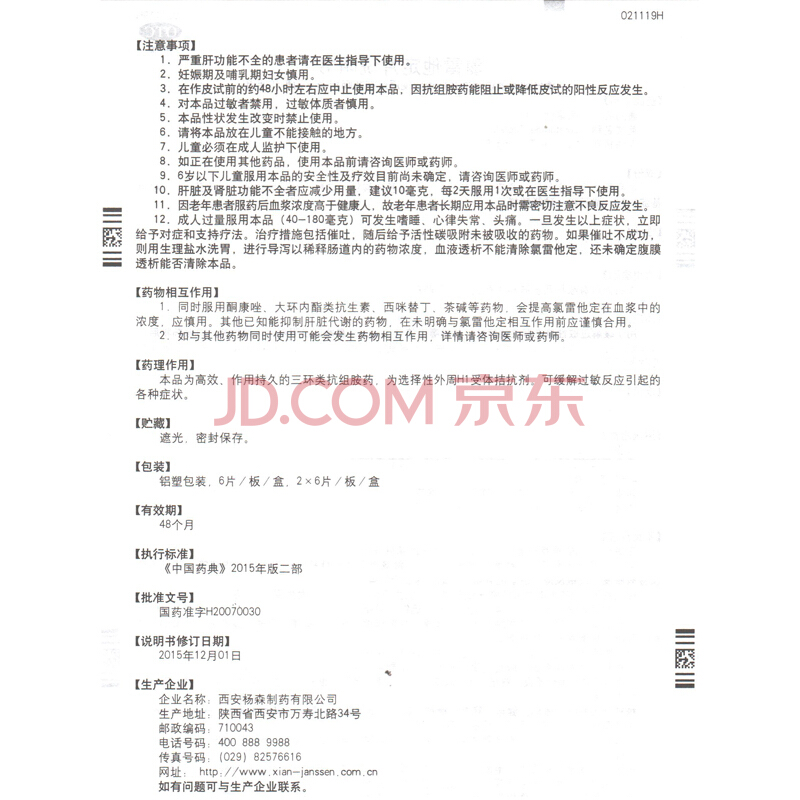 021119H
OTC
【注意事项】
1．严重肝功能不全的患者请在医生指导下使用。
2．妊娠期及哺乳期妇女慎用。
3．在作皮试前的约48小时左右应中止使用本品，因抗组胺药能阻止或降低皮试的阳性反应发生。
4．对本品过敏者禁用，过敏体质者慎用。
5．本品性状发生改变时禁止使用。
6．请将本品放在儿童不能接触的地方。
7．儿童必须在成人监护下使用。
8．如正在使用其他药品，使用本品前请咨询医师或药师。
9．6岁以下儿童服用本品的安全性及疗效目前尚未确定，请咨询医师或药师。
10．肝脏及肾脏功能不全者应减少用量，建议10毫克，每2天服用1次或在医生指导下使用。
11．因老年患者服药后血浆浓度高于健康人，故老年患者长期应用本品时需密切注意不良反应发生。
12．成人过量服用本品（40-180毫克）可发生嗜睡、心律失常、头痛。一旦发生以上症状，立即
给予对症和支持疗法。治疗措施包括催吐，随后给予活性碳吸附未被吸收的药物。如果催吐不成功，
则用生理盐水洗胃，进行导泻以稀释肠道内的药物浓度，血液透析不能清除氯雷他定，还未确定腹膜
透析能否清除本品。
【药物相互作用】
1．同时服用酮康唑、大环内酯类抗生素、西咪替丁、茶碱等药物，会提高氯雷他定在血浆中的
浓度，应慎用。其他已知能抑制肝脏代谢的药物，在未明确与氯雷他定相互作用前应谨慎合用。
2．如与其他药物同时使用可能会发生药物相互作用，详情请咨询医师或药师。
【药理作用】
本品为高效、作用持久的三环类抗组胺药，为选择性外周H1受体拮抗剂。可缓解过敏反应引起的
各种症状。
JD.COM 京东
【贮藏】
遮光，密封保存。
【包装】
铝塑包装，6片／板／盒，2×6片／板／盒
【有效期】
48个月
【执行标准】
《中国药典》2015年版二部
【批准文号】
国药准字H20070030
【说明书修订日期】
2015年12月01日
【生产企业】
企业名称：西安杨森制药有限公司
生产地址：陕西省西安市万寿北路34号
邮政编码：710043
电话号码：400 888 9988
传真号码：(029) 82576616
网址： http://www.xian-janssen.com.cn
如有问题可与生产企业联系。